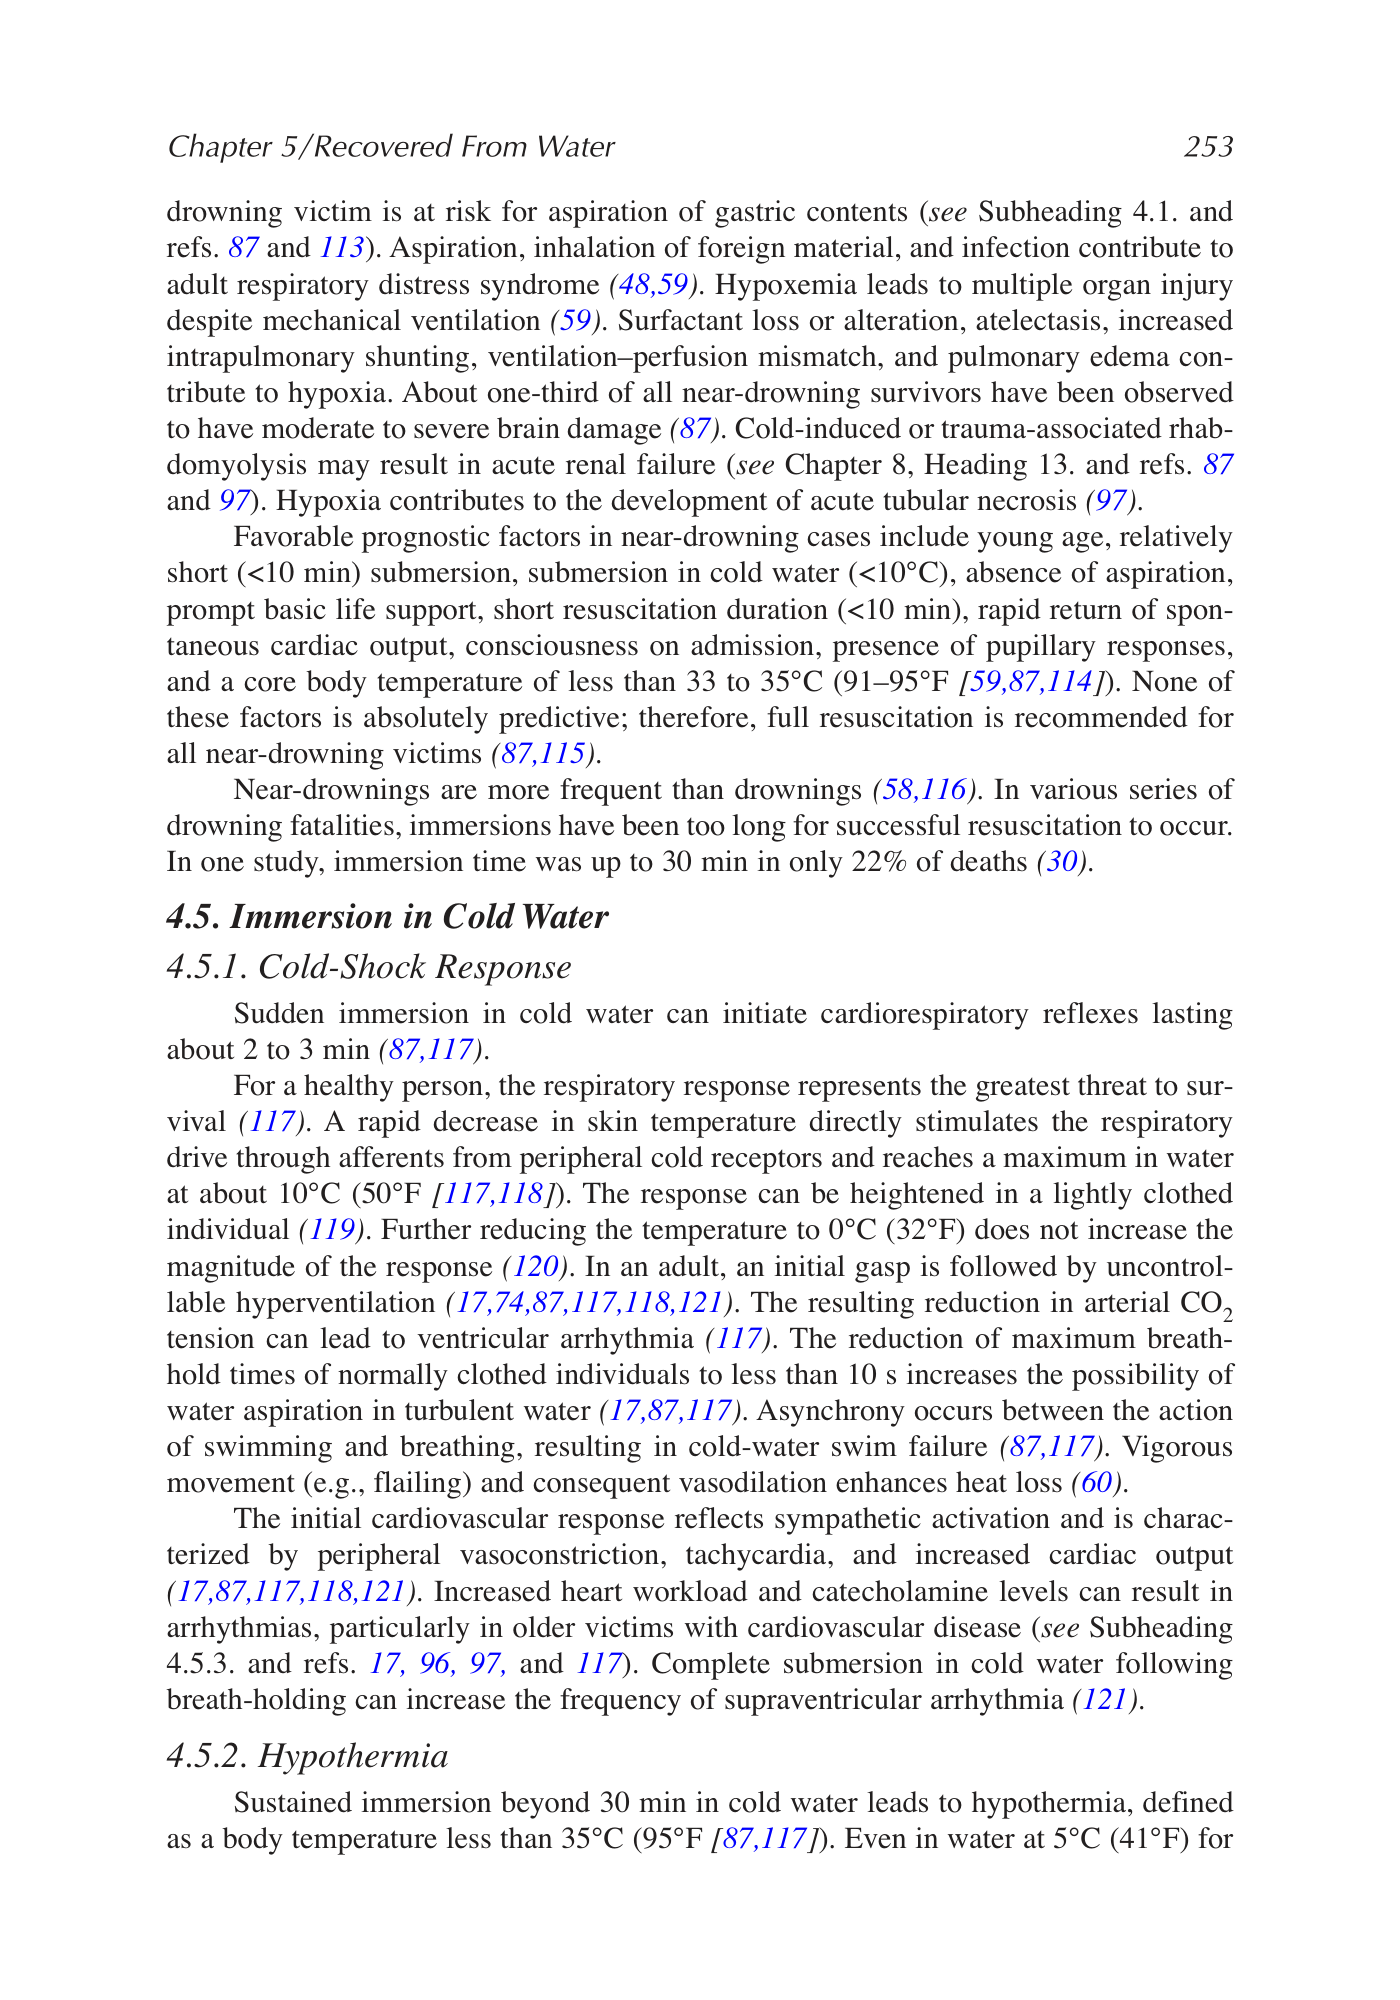 Chapter 5/Recovered From Water 253
drowning victim is at risk for aspiration of gastric contents (see Subheading 4.1. and
refs. 87 and 113). Aspiration, inhalation of foreign material, and infection contribute to
adult respiratory distress syndrome (48,59). Hypoxemia leads to multiple organ injury
despite mechanical ventilation (59). Surfactant loss or alteration, atelectasis, increased
intrapulmonary shunting, ventilation–perfusion mismatch, and pulmonary edema con-
tribute to hypoxia. About one-third of all near-drowning survivors have been observed
to have moderate to severe brain damage (87). Cold-induced or trauma-associated rhab-
domyolysis may result in acute renal failure (see Chapter 8, Heading 13. and refs. 87
and 97). Hypoxia contributes to the development of acute tubular necrosis (97).
Favorable prognostic factors in near-drowning cases include young age, relatively
short (<10 min) submersion, submersion in cold water (<10°C), absence of aspiration,
prompt basic life support, short resuscitation duration (<10 min), rapid return of spon-
taneous cardiac output, consciousness on admission, presence of pupillary responses,
and a core body temperature of less than 33 to 35°C (91–95°F [59,87,114]). None of
these factors is absolutely predictive; therefore, full resuscitation is recommended for
all near-drowning victims (87,115).
Near-drownings are more frequent than drownings (58,116). In various series of
drowning fatalities, immersions have been too long for successful resuscitation to occur.
In one study, immersion time was up to 30 min in only 22% of deaths (30).
4.5. Immersion in Cold Water
4.5.1. Cold-Shock Response
Sudden immersion in cold water can initiate cardiorespiratory reflexes lasting
about 2 to 3 min (87,117).
For a healthy person, the respiratory response represents the greatest threat to sur-
vival (117). A rapid decrease in skin temperature directly stimulates the respiratory
drive through afferents from peripheral cold receptors and reaches a maximum in water
at about 10°C (50°F [117,118]). The response can be heightened in a lightly clothed
individual (119). Further reducing the temperature to 0°C (32°F) does not increase the
magnitude of the response (120). In an adult, an initial gasp is followed by uncontrol-
lable hyperventilation (17,74,87,117,118,121). The resulting reduction in arterial CO2
tension can lead to ventricular arrhythmia (117). The reduction of maximum breath-
hold times of normally clothed individuals to less than 10 s increases the possibility of
water aspiration in turbulent water (17,87,117). Asynchrony occurs between the action
of swimming and breathing, resulting in cold-water swim failure (87,117). Vigorous
movement (e.g., flailing) and consequent vasodilation enhances heat loss (60).
The initial cardiovascular response reflects sympathetic activation and is charac-
terized by peripheral vasoconstriction, tachycardia, and increased cardiac output
(17,87,117,118,121). Increased heart workload and catecholamine levels can result in
arrhythmias, particularly in older victims with cardiovascular disease (see Subheading
4.5.3. and refs. 17, 96, 97, and 117). Complete submersion in cold water following
breath-holding can increase the frequency of supraventricular arrhythmia (121).
4.5.2. Hypothermia
Sustained immersion beyond 30 min in cold water leads to hypothermia, defined
as a body temperature less than 35°C (95°F [87,117]). Even in water at 5°C (41°F) for